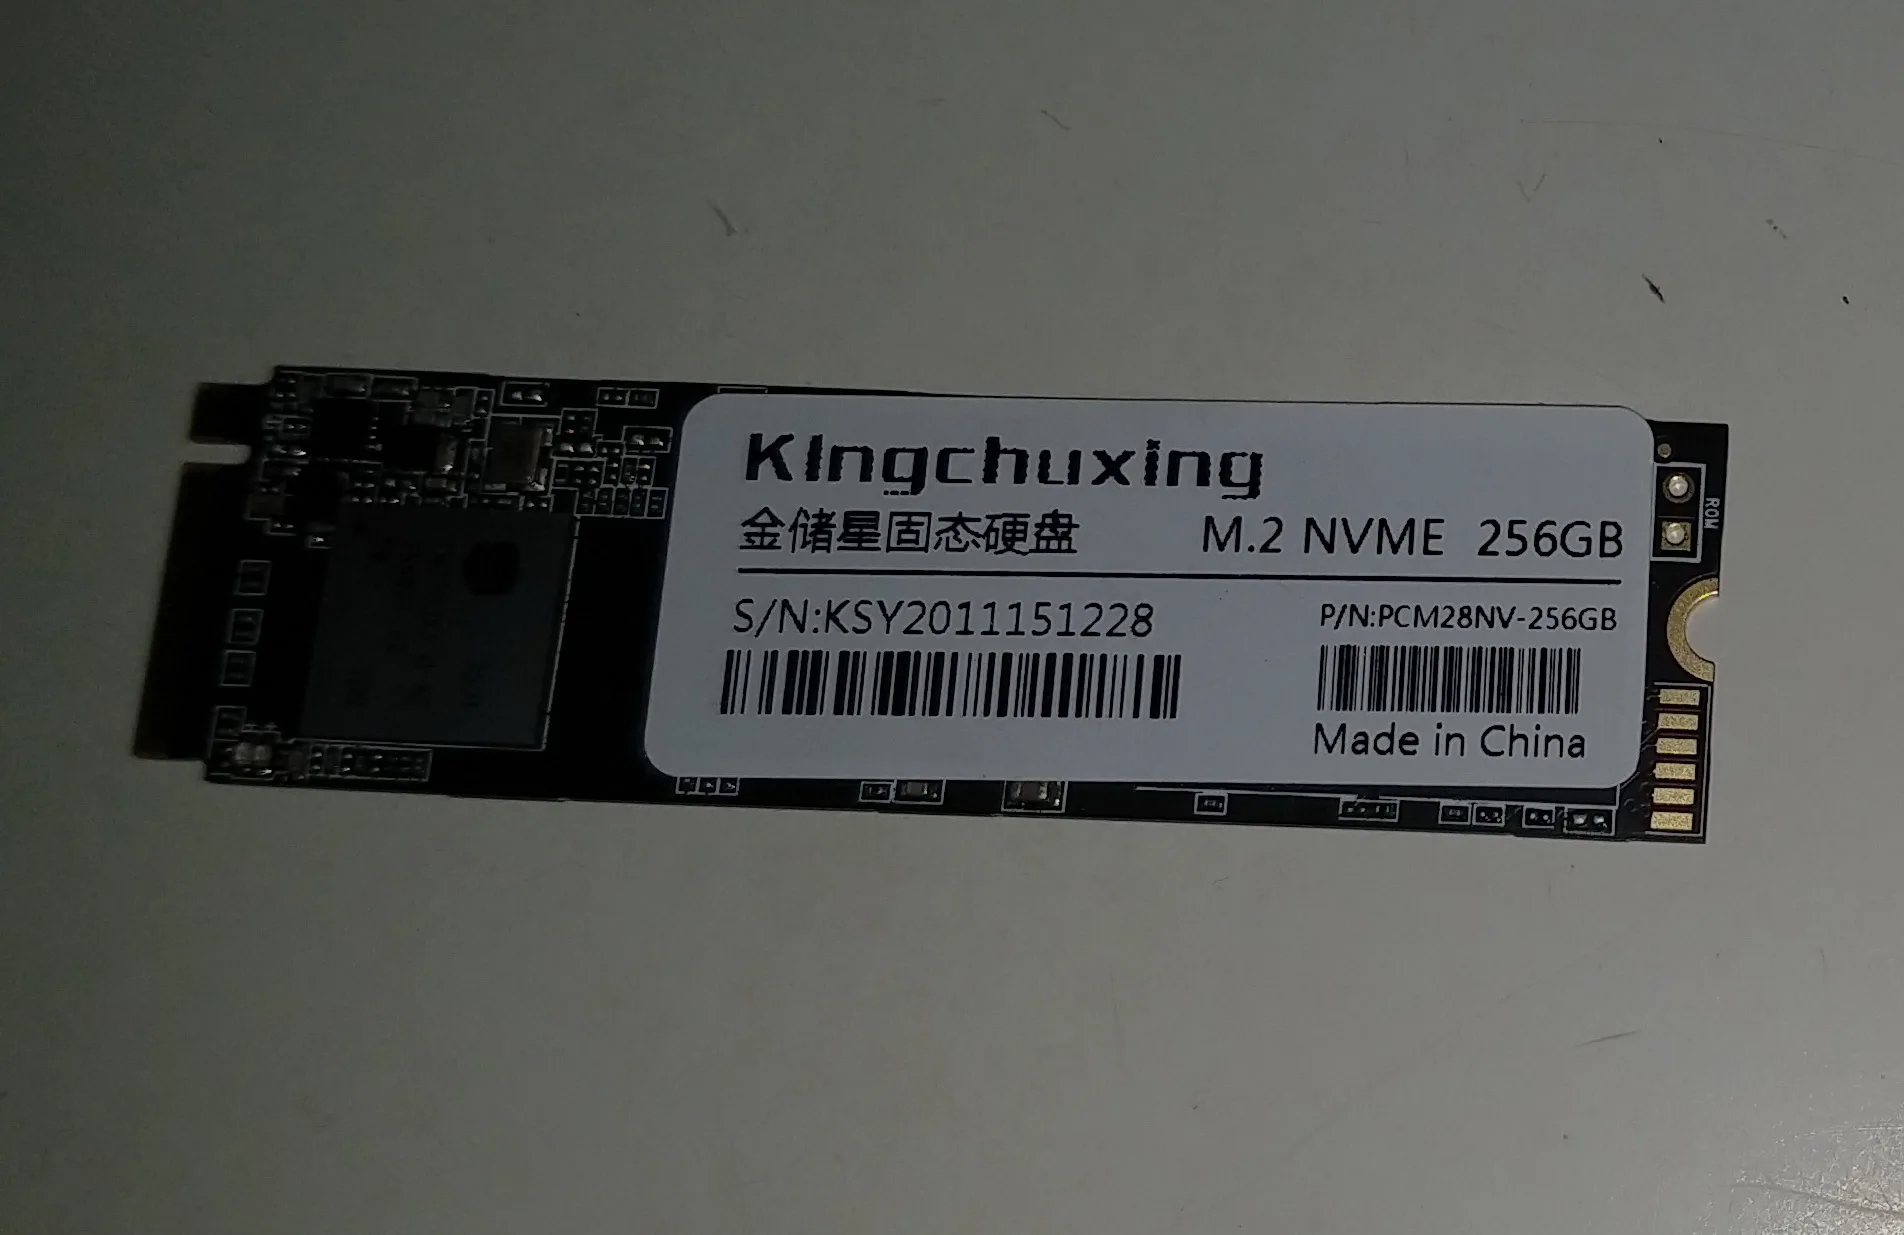 Kingchuxing
金储星固态硬盘 M.2 NVME 256GB
S/N:KSY2011151228
P/N:PCM28NV-256GB
Made in China
ROM